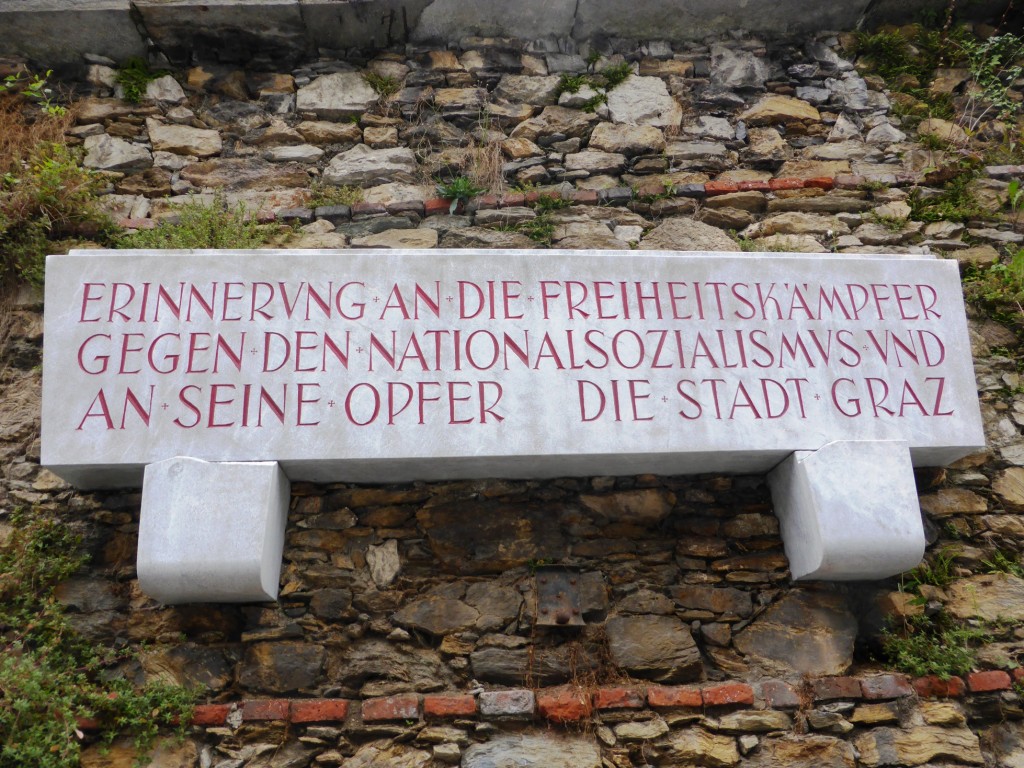 ERINNERVNG + AN + DIE + FREIHEITSKÄMPFER
GEGEN + DEN + NATIONALSOZIALISMVS + VND
AN + SEINE + OPFER DIE + STADT + GRAZ